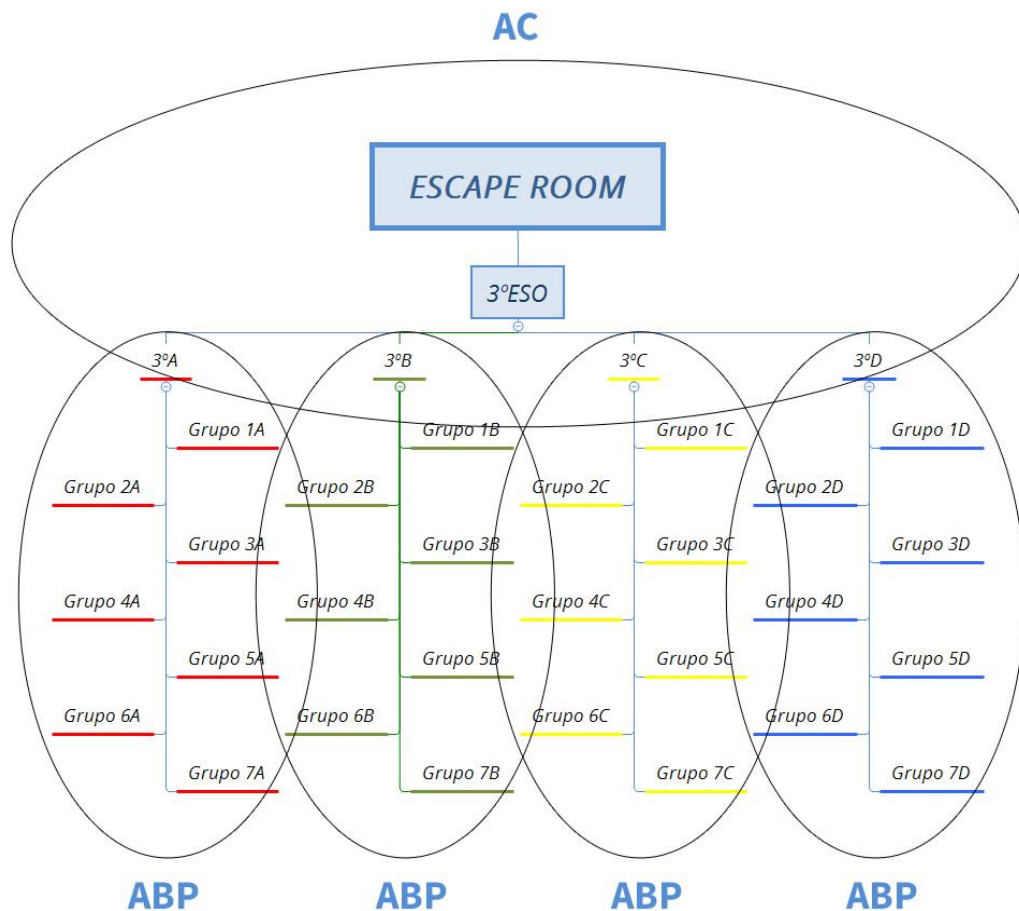 AC
ESCAPE ROOM
3ºESO
3ºA
3ºB
3ºC
3ºD
Grupo 1A
Grupo 2A
Grupo 3A
Grupo 4A
Grupo 5A
Grupo 6A
Grupo 7A
Grupo 1B
Grupo 2B
Grupo 3B
Grupo 4B
Grupo 5B
Grupo 6B
Grupo 7B
Grupo 1C
Grupo 2C
Grupo 3C
Grupo 4C
Grupo 5C
Grupo 6C
Grupo 7C
Grupo 1D
Grupo 2D
Grupo 3D
Grupo 4D
Grupo 5D
Grupo 6D
Grupo 7D
ABP
ABP
ABP
ABP